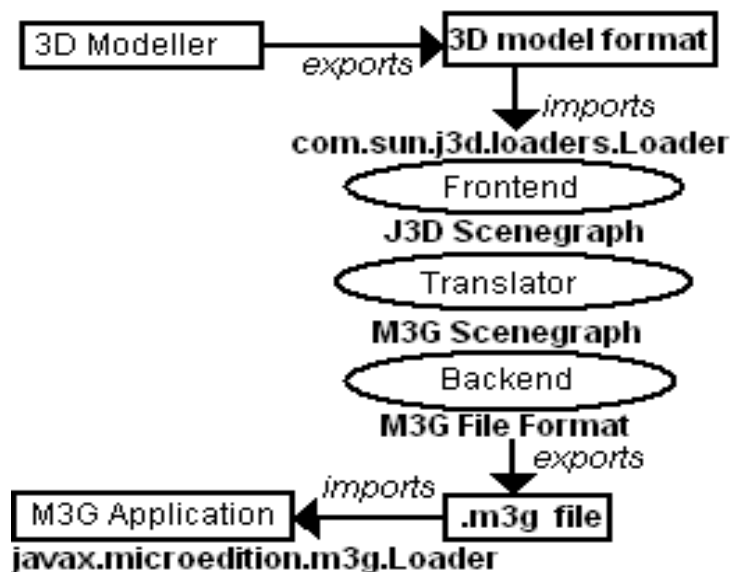 3D Modeller
exports
3D model format
imports
com.sun.j3d.loaders.Loader
Frontend
J3D Scenegraph
Translator
M3G Scenegraph
Backend
M3G File Format
exports
imports
M3G Application
.m3g file
javax.microedition.m3g.Loader